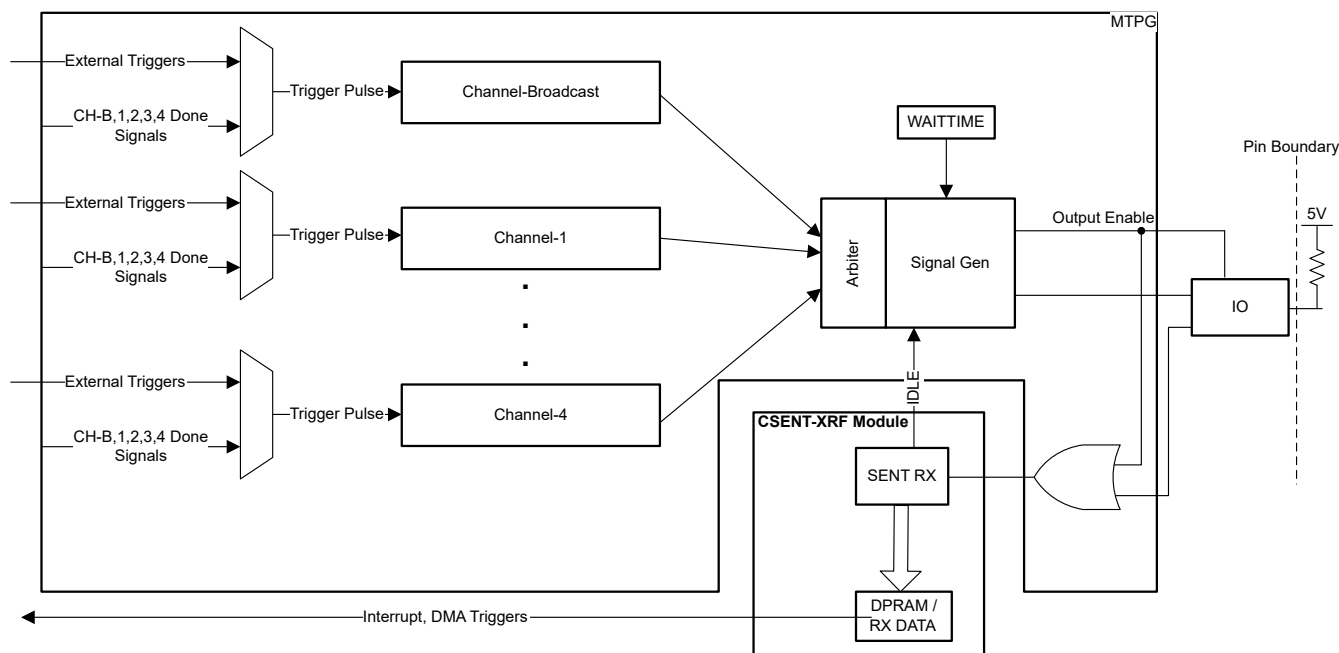 MTPG
External Triggers
CH-B,1,2,3,4 Done
Signals
Trigger Pulse
Channel-Broadcast
WAITTIME
Pin Boundary
External Triggers
CH-B,1,2,3,4 Done
Signals
Trigger Pulse
Channel-1
Arbiter
Signal Gen
Output Enable
5V
IO
External Triggers
CH-B,1,2,3,4 Done
Signals
Trigger Pulse
Channel-4
IDLE
CSENT-XRF Module
SENT RX
DPRAM /
RX DATA
Interrupt, DMA Triggers